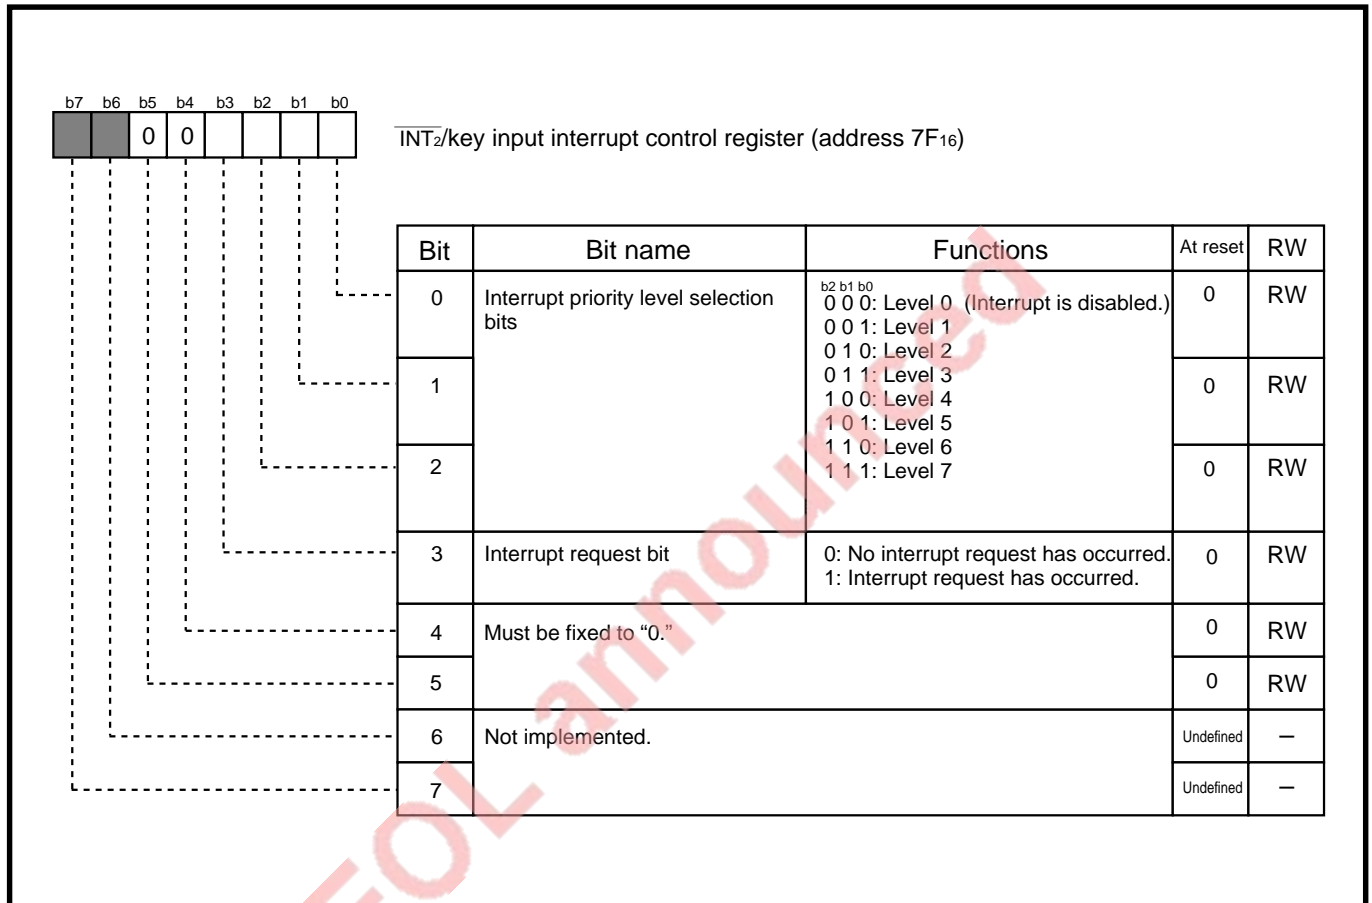 b7 b6 b5 b4 b3 b2 b1 b0
0 0
INT2/key input interrupt control register (address 7F16)
Bit Bit name Functions At reset RW
0 Interrupt priority level selection bits
b2 b1 b0
0 0 0: Level 0 (Interrupt is disabled.)
0 0 1: Level 1
0 1 0: Level 2
0 1 1: Level 3
1 0 0: Level 4
1 0 1: Level 5
1 1 0: Level 6
1 1 1: Level 7
0 RW
1 0 RW
2 0 RW
3 Interrupt request bit
0: No interrupt request has occurred.
1: Interrupt request has occurred.
0 RW
4 Must be fixed to “0.” 0 RW
5 0 RW
6 Not implemented. Undefined –
7 Undefined –
EOL announced